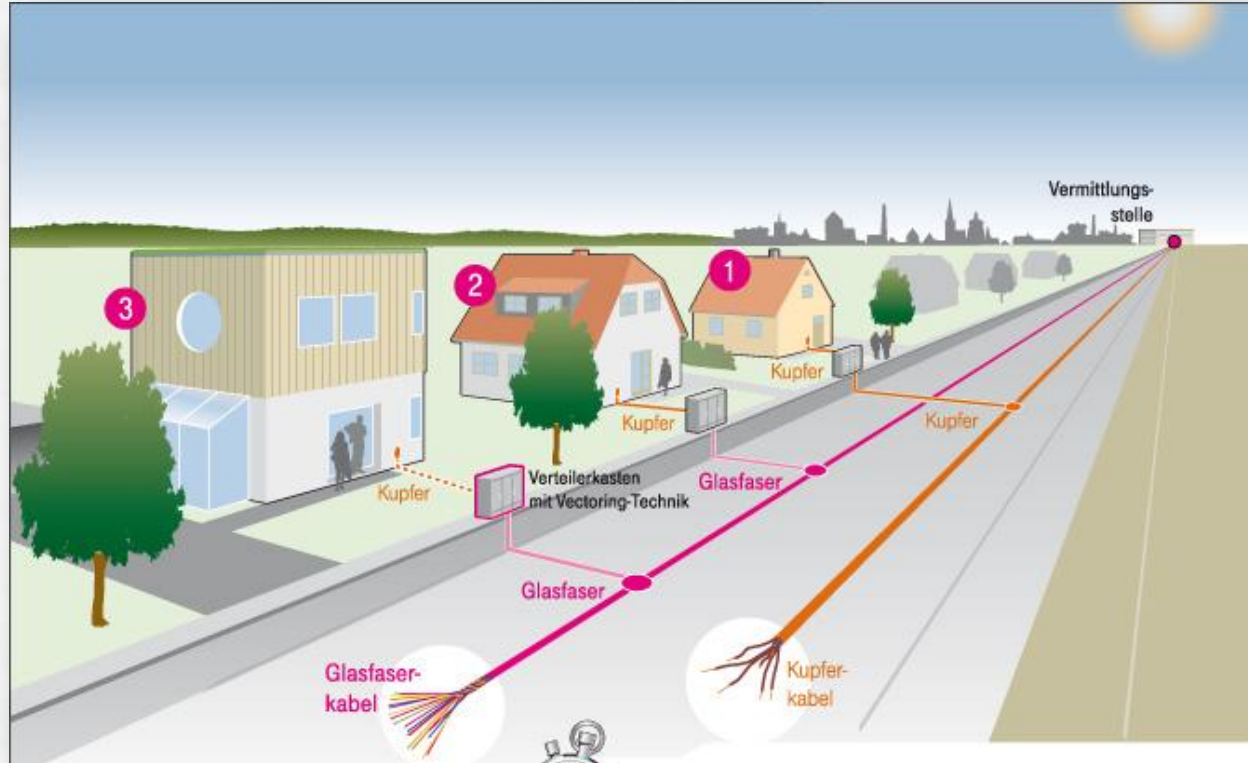 Vermittlungs-
stelle
1
2
3
Kupfer
Kupfer
Kupfer
Glasfaser
Kupfer
Verteilerkasten
mit Vectoring-Technik
Glasfaser
Glasfaser-
kabel
Kupfer-
kabel